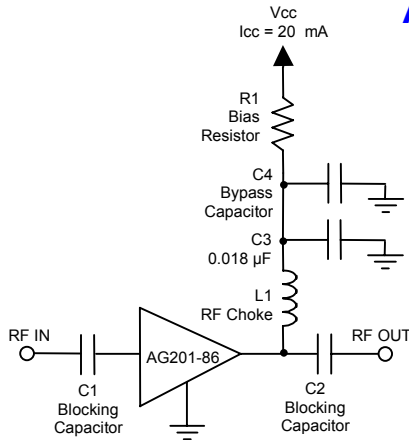 Vcc
Icc = 20 mA
R1
Bias
Resistor
C4
Bypass
Capacitor
C3
0.018 µF
L1
RF Choke
RF IN
AG201-86
RF OUT
C1
Blocking
Capacitor
C2
Blocking
Capacitor